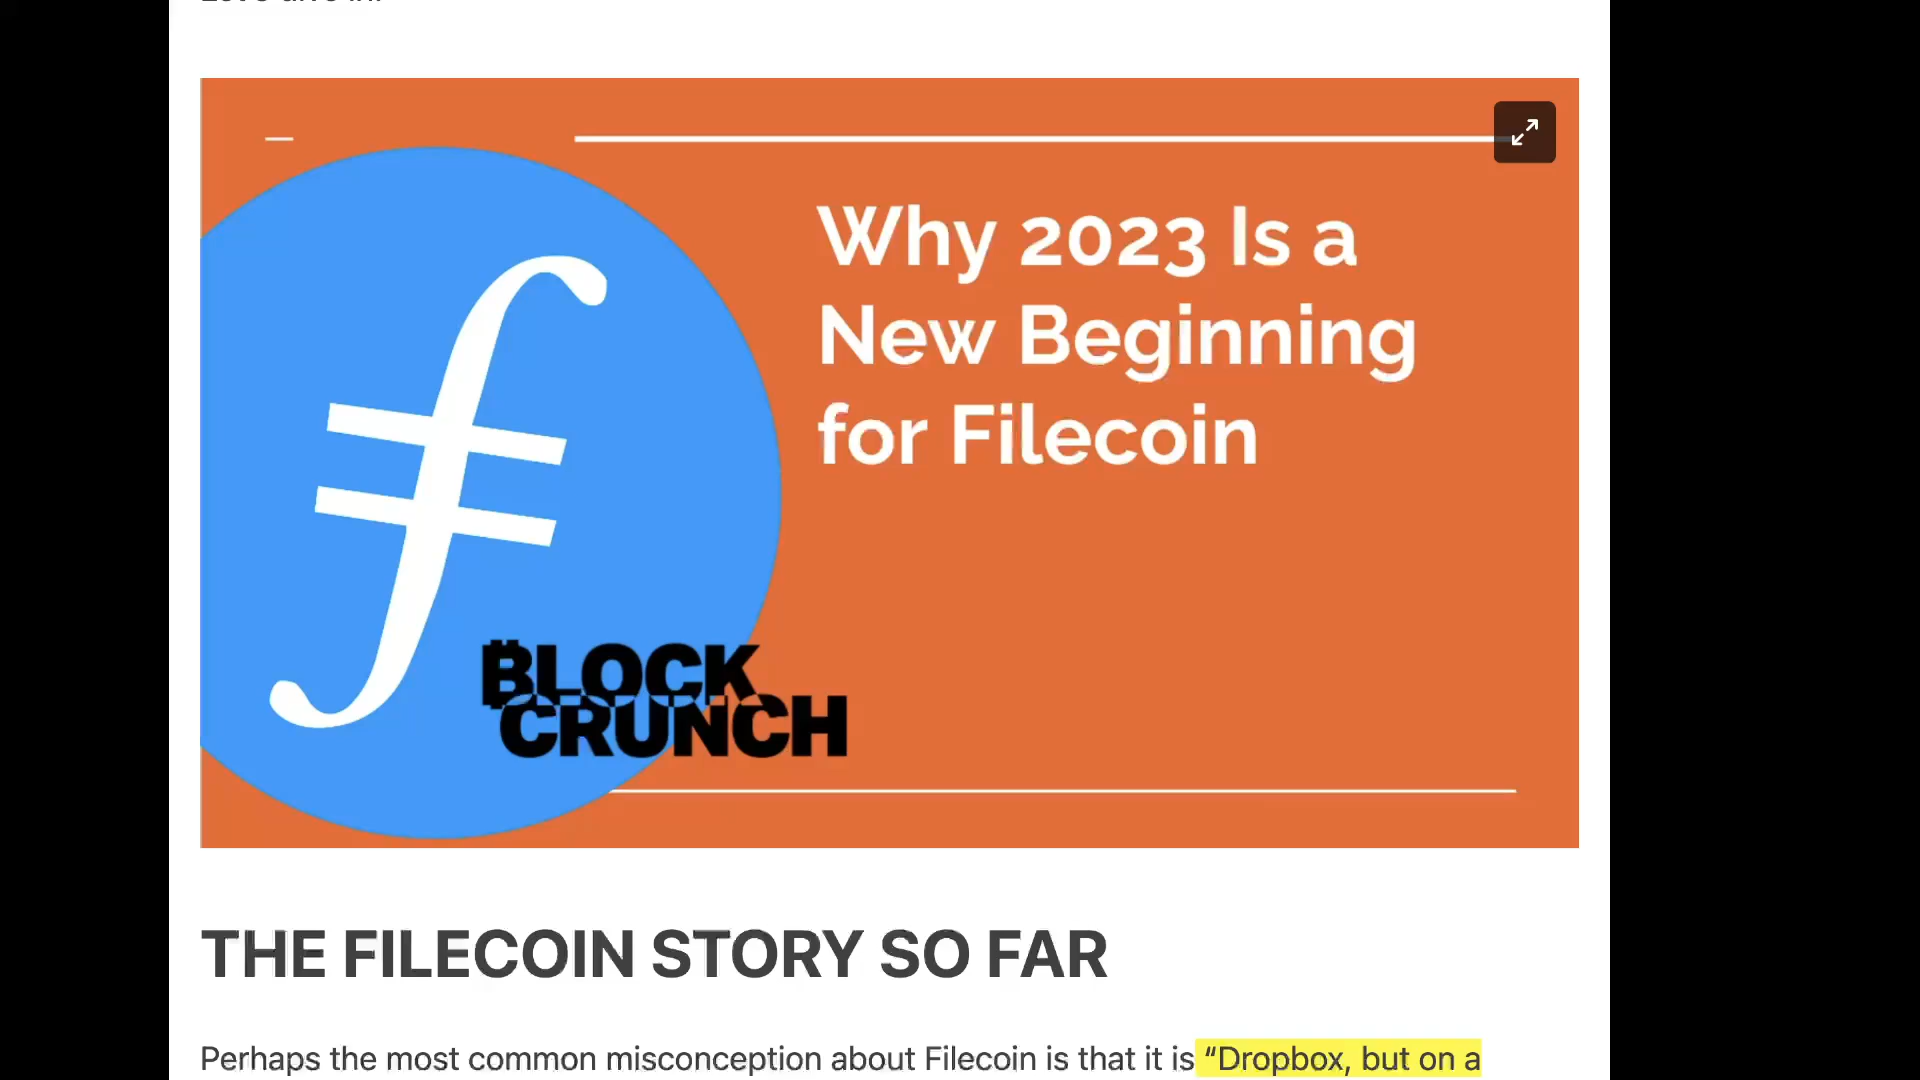 Why 2023 Is a
New Beginning
for Filecoin
BLOCK
CRUNCH
THE FILECOIN STORY SO FAR
Perhaps the most common misconception about Filecoin is that it is “Dropbox, but on a